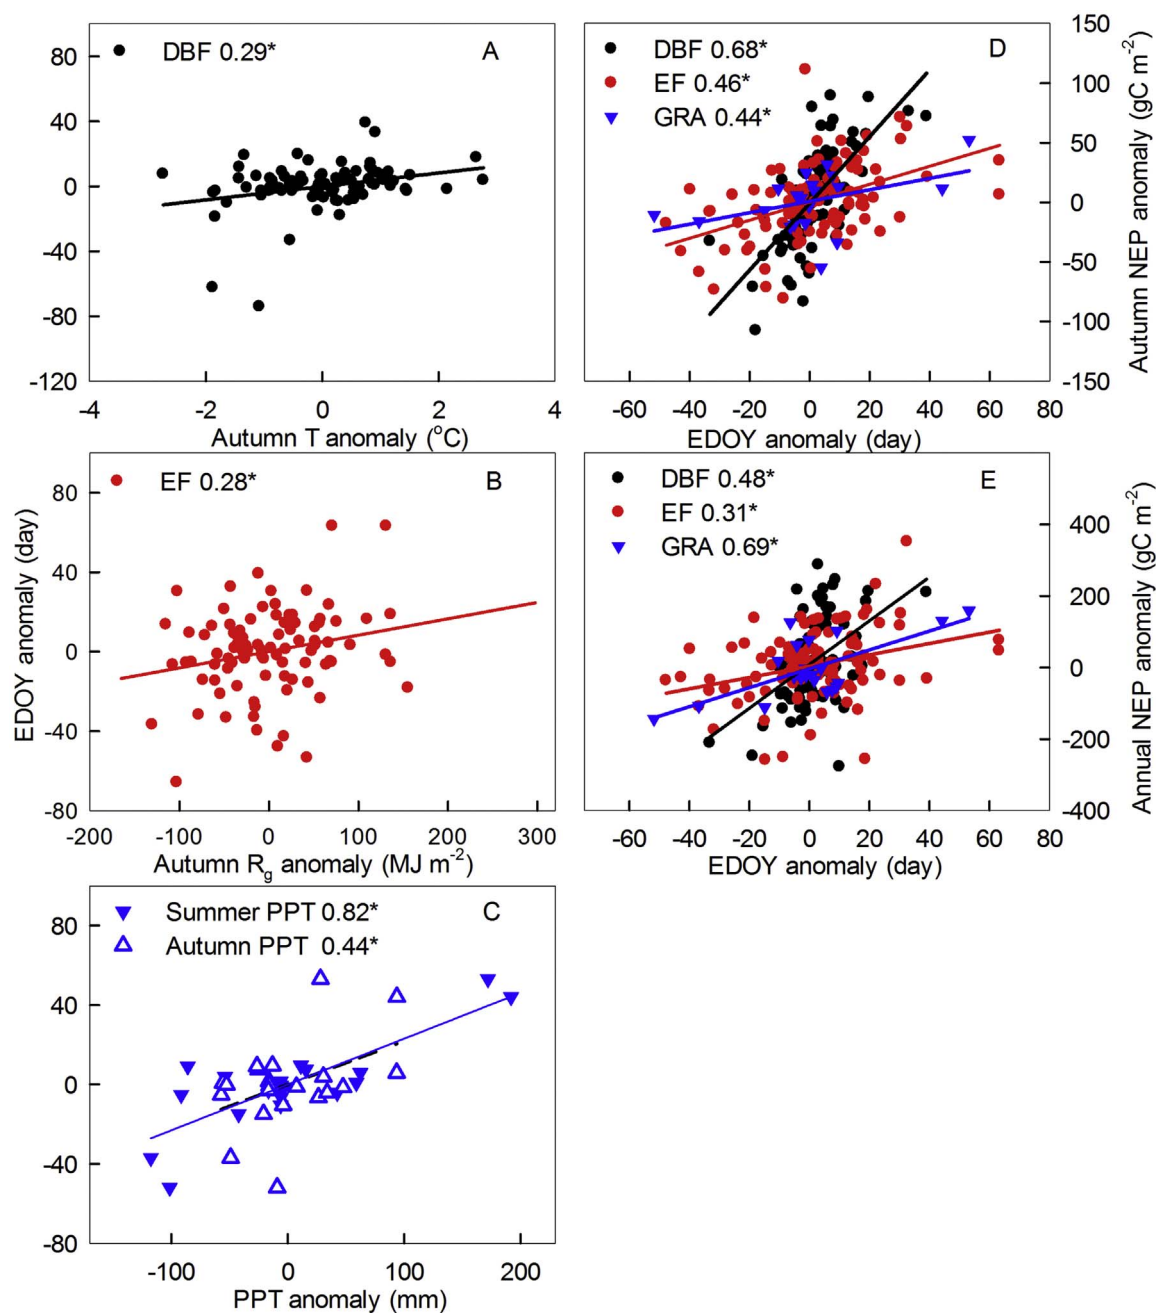 A
DBF 0.29*
80
40
0
-40
-80
-120
-4
-2
0
2
4
Autumn T anomaly (°C)
D
DBF 0.68*
EF 0.46*
GRA 0.44*
150
100
50
0
-50
-100
-150
Autumn NEP anomaly (gC m-2)
-60
-40
-20
0
20
40
60
80
EDOY anomaly (day)
B
EF 0.28*
EDOY anomaly (day)
80
40
0
-40
-80
-200
-100
0
100
200
300
Autumn Rg anomaly (MJ m-2)
E
DBF 0.48*
EF 0.31*
GRA 0.69*
400
200
0
-200
-400
Annual NEP anomaly (gC m-2)
-60
-40
-20
0
20
40
60
80
EDOY anomaly (day)
C
Summer PPT 0.82*
Autumn PPT 0.44*
80
40
0
-40
-80
-100
0
100
200
PPT anomaly (mm)